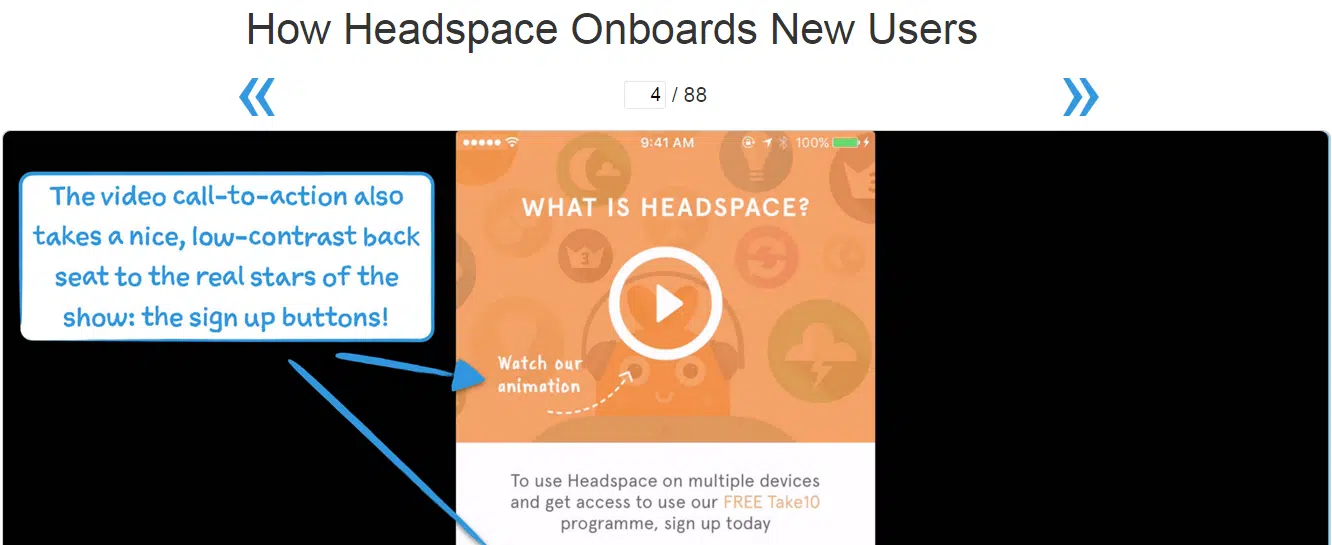 How Headspace Onboards New Users
4 / 88
The video call-to-action also
takes a nice, low-contrast back
seat to the real stars of the
show: the sign up buttons!
9:41 AM
100%
WHAT IS HEADSPACE?
3
3
Watch our
animation
To use Headspace on multiple devices
and get access to use our FREE Take10
programme, sign up today